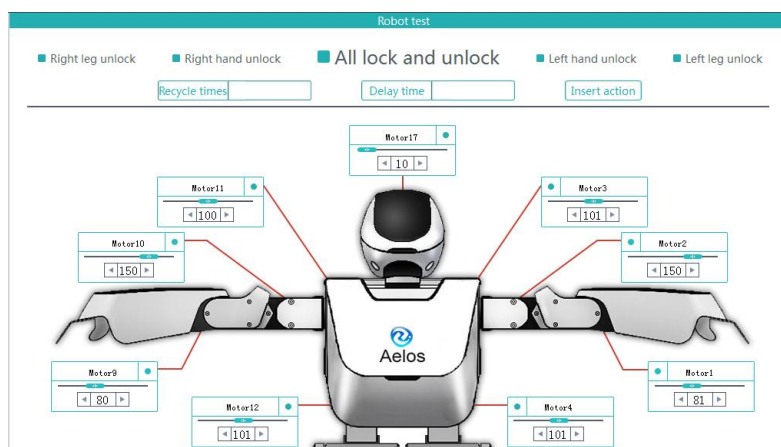 Robot test
Right leg unlock Right hand unlock All lock and unlock Left hand unlock Left leg unlock
Recycle times Delay time Insert action
Motor17
10
Motor11 Motor3
100 101
Motor10 Motor2
150 150
Aelos
Motor9 Motor1
80 81
Motor12 Motor4
101 101